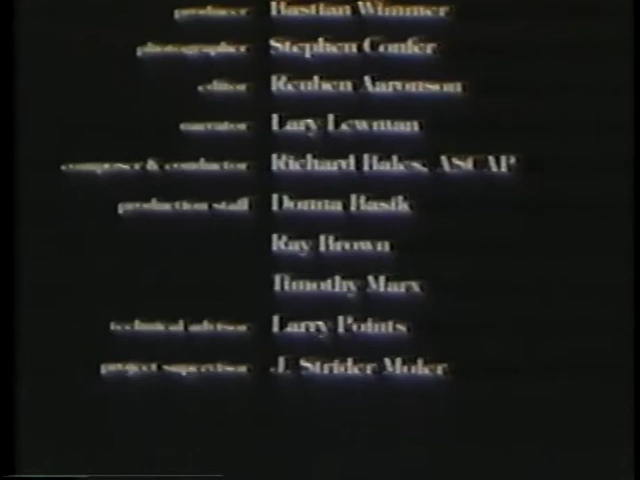 producer Bastian Wimmer
photographer Stephen Confer
editor Reuben Aaronson
narrator Lary Lewman
composer & conductor Richard Bales, ASCAP
production staff Donna Basik
Ray Brown
Timothy Marx
technical advisor Larry Points
project supervisor J. Strider Moler